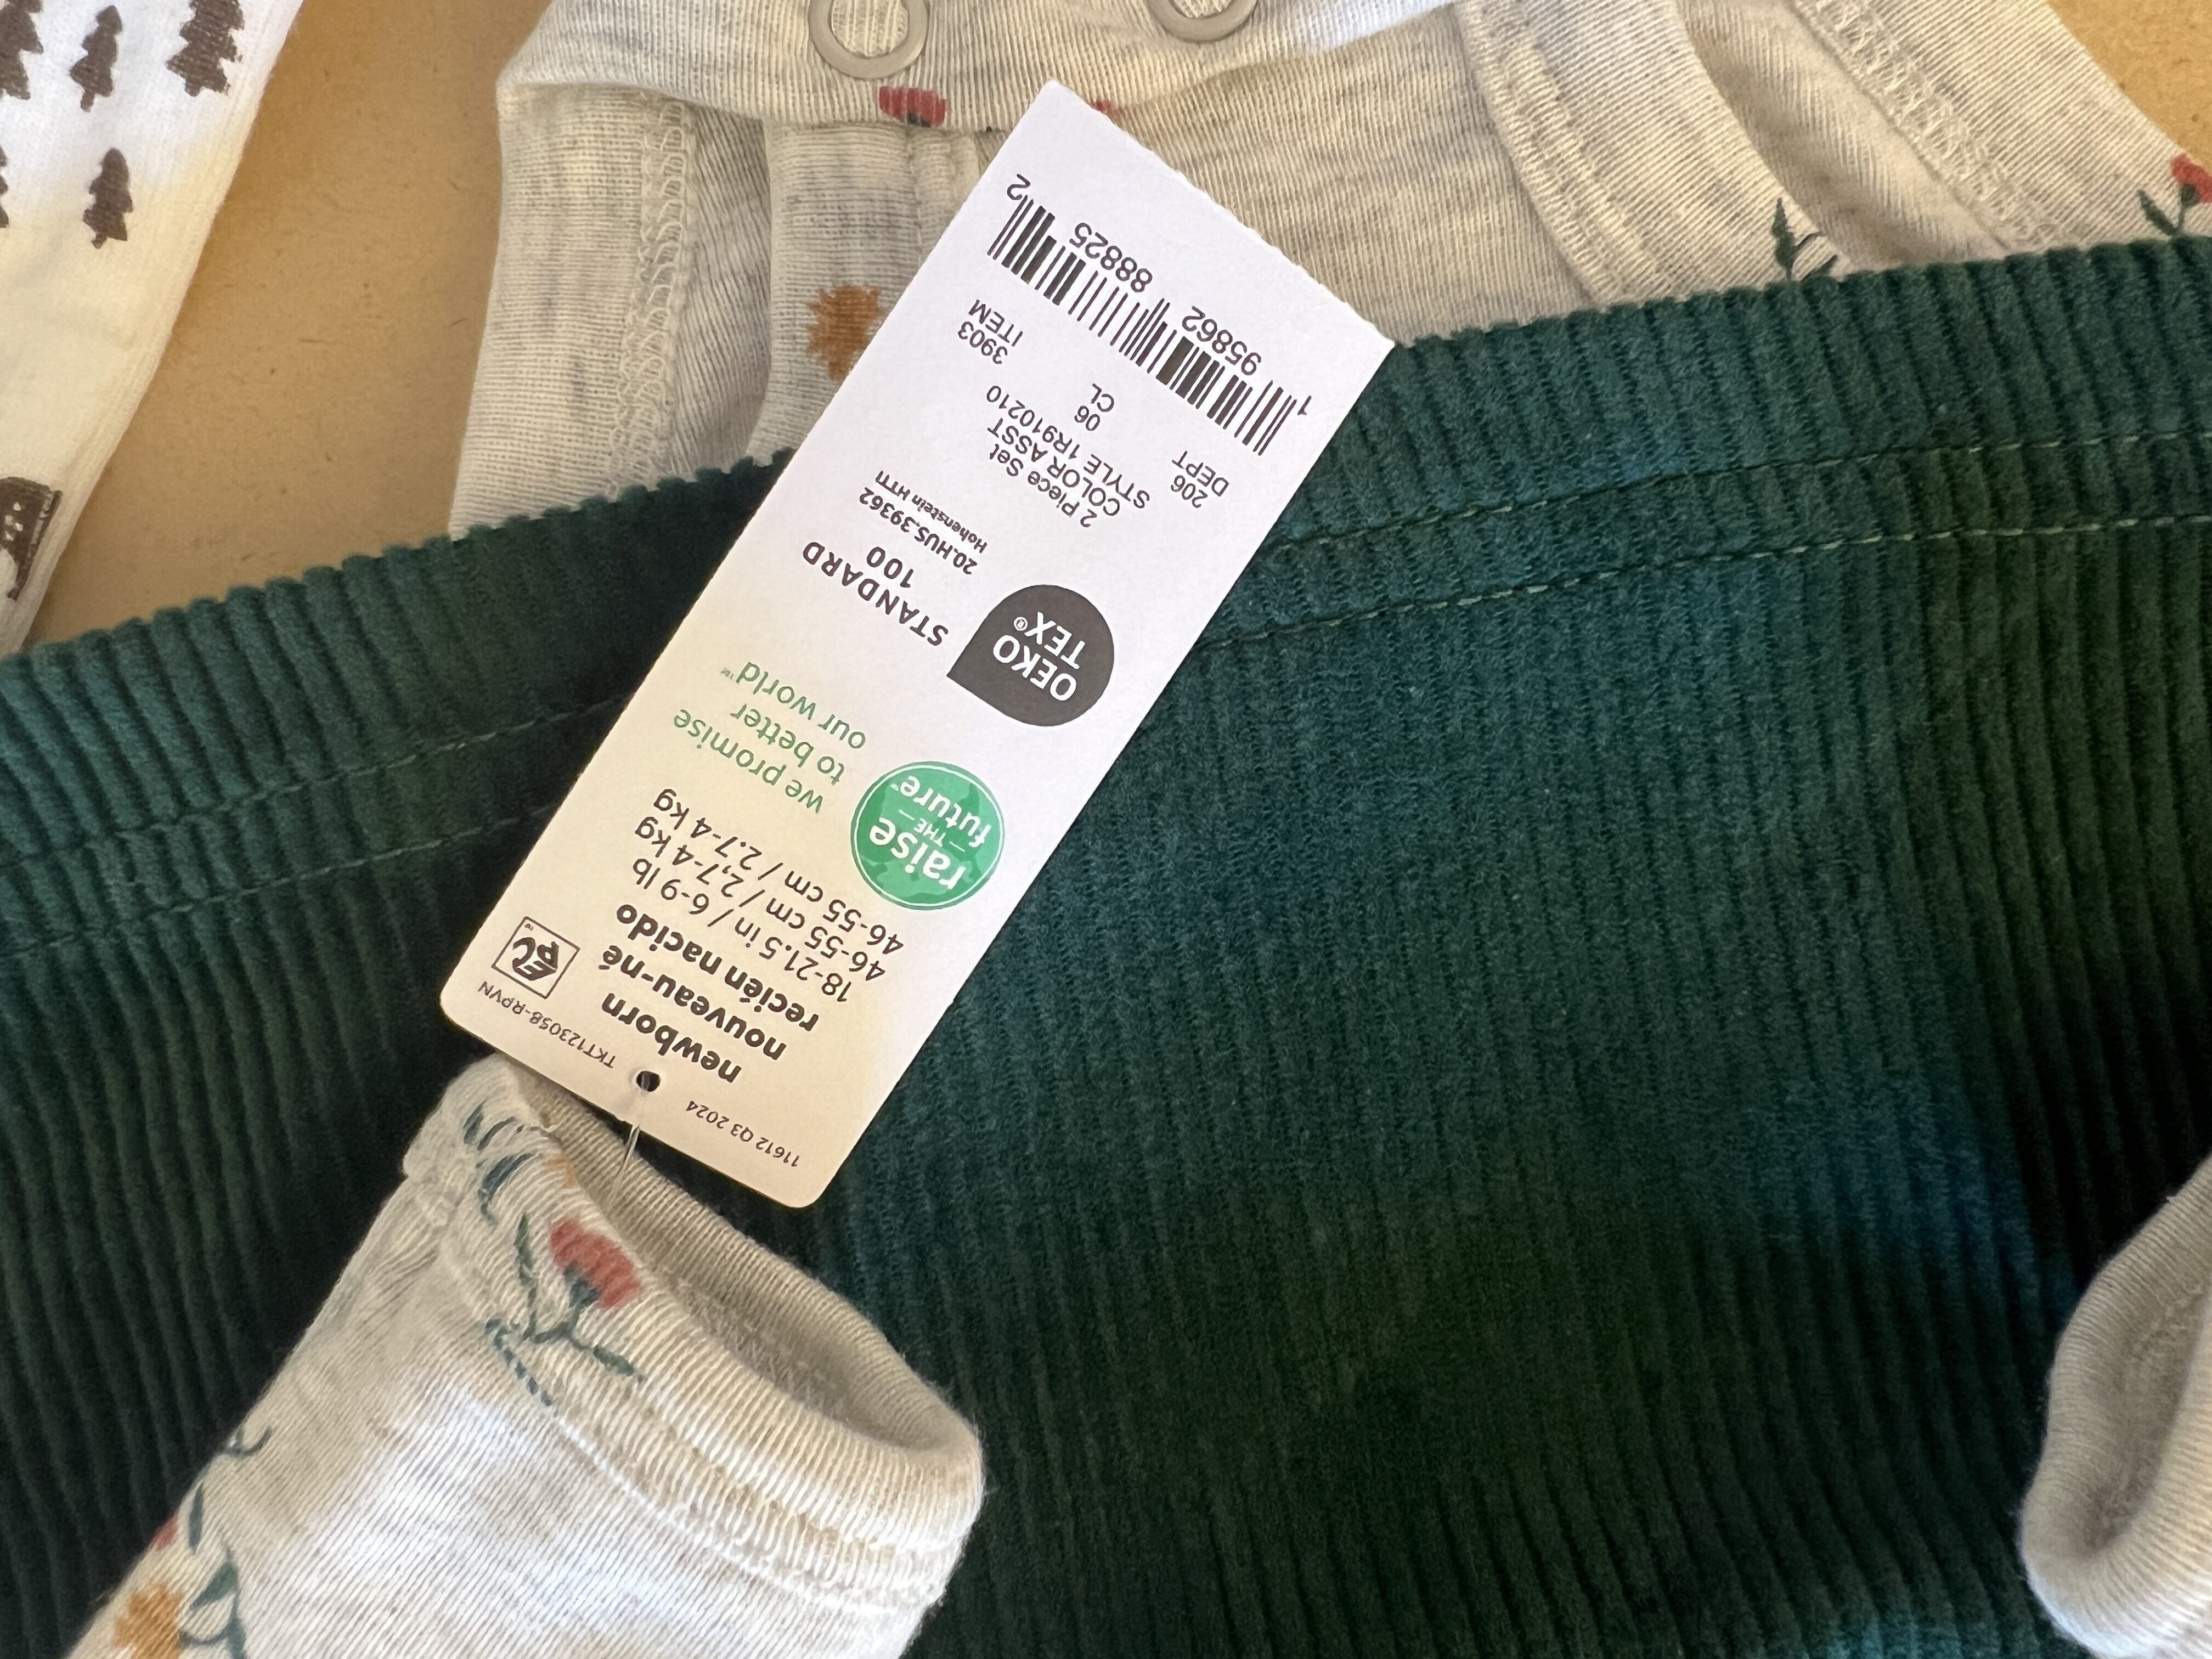 11612 Q3 2024
TKT123058-RPVN
newborn
nouveau-né
recién nacido
18-21.5 in / 6-9 lb
46-55 cm / 2,7-4 kg
46-55 cm / 2.7-4 kg
raise
THE
future™
we promise
to better
our world™
OEKO
TEX®
STANDARD
100
20.HUS.39362
Hohenstein HTTI
2 Piece Set
COLOR ASST
STYLE 1R910210
206 06 3903
DEPT CL ITEM
1 95862 88825 2